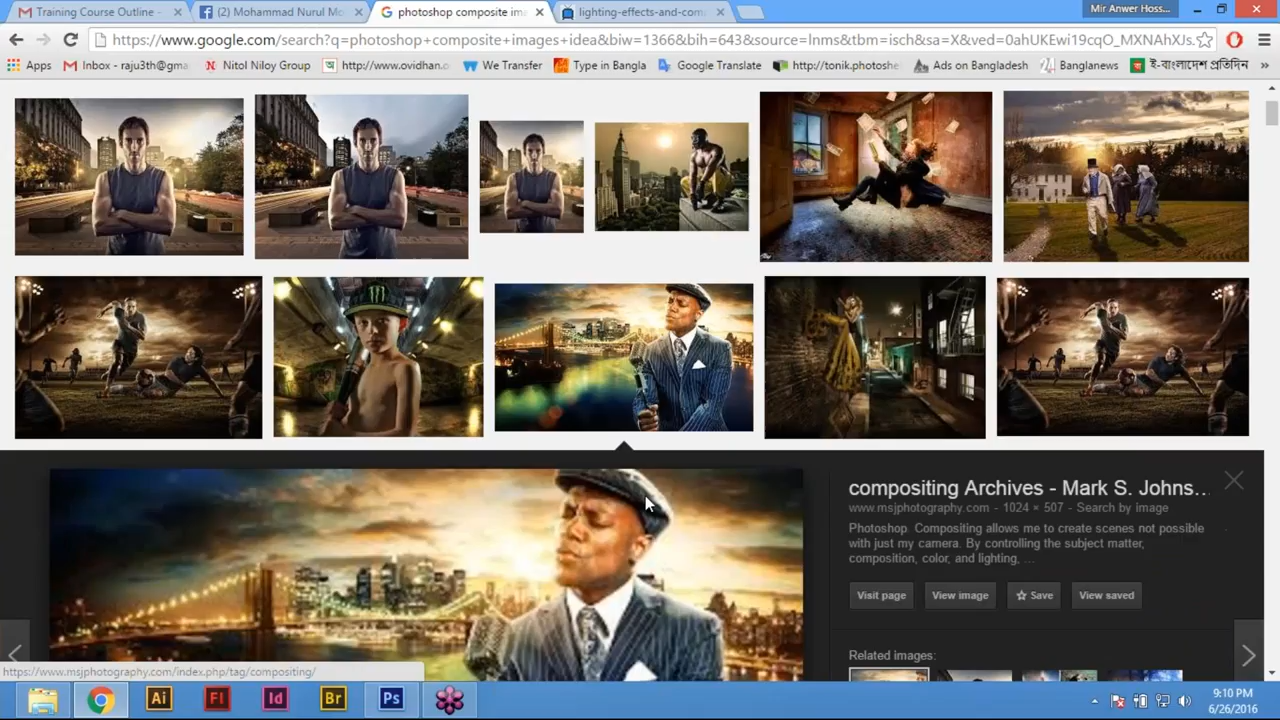 Training Course Outline -
(2) Mohammad Nurul Mo
photoshop composite ima
lighting-effects-and-com
Mir Anwer Hoss...
https://www.google.com/search?q=photoshop+composite+images+idea&biw=1366&bih=643&source=lnms&tbm=isch&sa=X&ved=0ahUKEwi19cqO_MXNAhXJs.
Apps
Inbox - raju3th@gma
Nitol Niloy Group
http://www.ovidhan.c
We Transfer
Type in Bangla
Google Translate
http://tonik.photoshe
Ads on Bangladesh
Banglanews
ই-বাংলাদেশ প্রতিদিন
»
compositing Archives - Mark S. Johns...
www.msjphotography.com - 1024 × 507 - Search by image
Photoshop. Compositing allows me to create scenes not possible
with just my camera. By controlling the subject matter,
composition, color, and lighting, ...
Visit page
View image
Save
View saved
Related images:
https://www.msjphotography.com/index.php/tag/compositing/
Ai
Fl
Id
Br
Ps
9:10 PM
6/26/2016